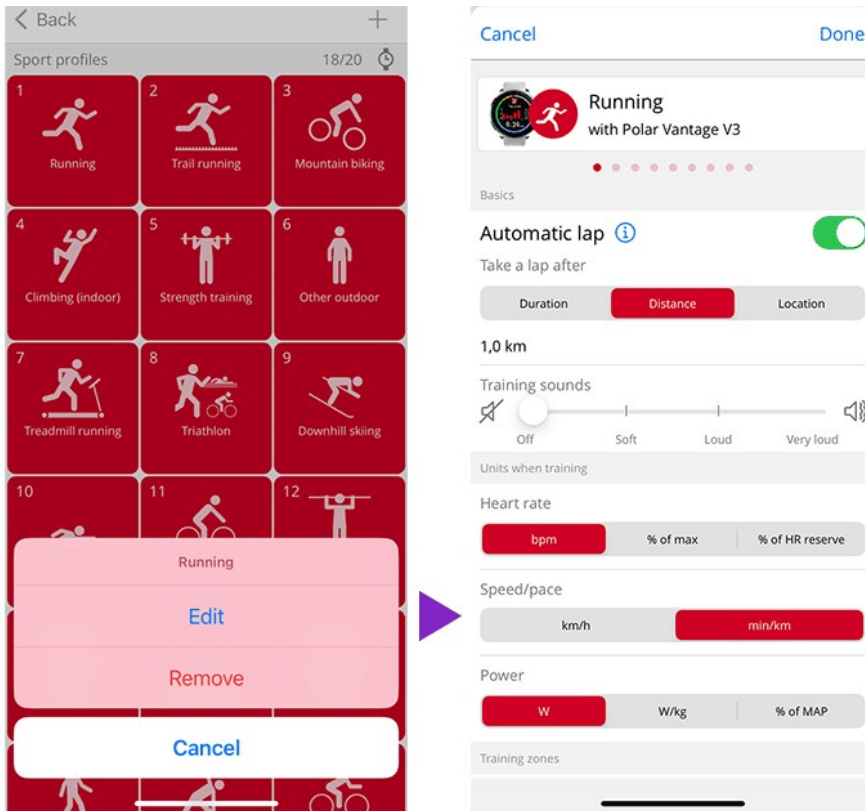 Back
+
Sport profiles 18/20
1
Running
2
Trail running
3
Mountain biking
4
Climbing (indoor)
5
Strength training
6
Other outdoor
7
Treadmill running
8
Triathlon
9
Downhill skiing
10
11
12
Running
Edit
Remove
Cancel
Cancel Done
Running
with Polar Vantage V3
Basics
Automatic lap i
Take a lap after
Duration Distance Location
1,0 km
Training sounds
Off Soft Loud Very loud
Units when training
Heart rate
bpm % of max % of HR reserve
Speed/pace
km/h min/km
Power
W W/kg % of MAP
Training zones